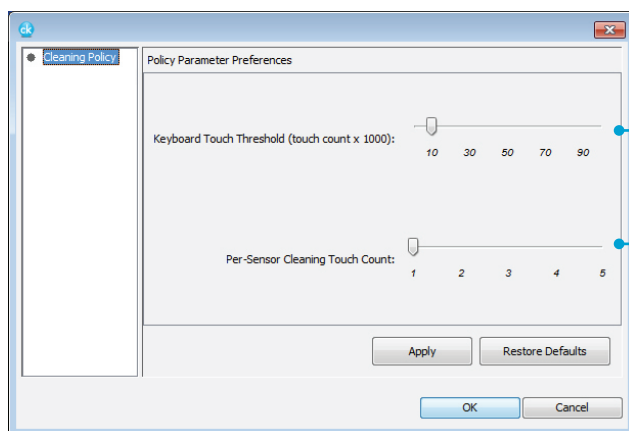 ck
Cleaning Policy
Policy Parameter Preferences
Keyboard Touch Threshold (touch count x 1000):
10 30 50 70 90
Per-Sensor Cleaning Touch Count:
1 2 3 4 5
Apply Restore Defaults
OK Cancel